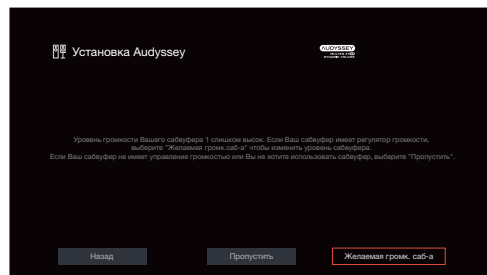 Установка Audyssey
AUDYSSEY
DYNAMIC VOLUME
Уровень громкости Вашего сабвуфера 1 слишком высок. Если Ваш сабвуфер имеет регулятор громкости,
выберите "Желаемая громк.саб-а" чтобы изменить уровень сабвуфера.
Если Ваш сабвуфер не имеет управление громкостью или Вы не хотите использовать сабвуфер, выберите "Пропустить".
Назад
Пропустить
Желаемая громк. саб-а